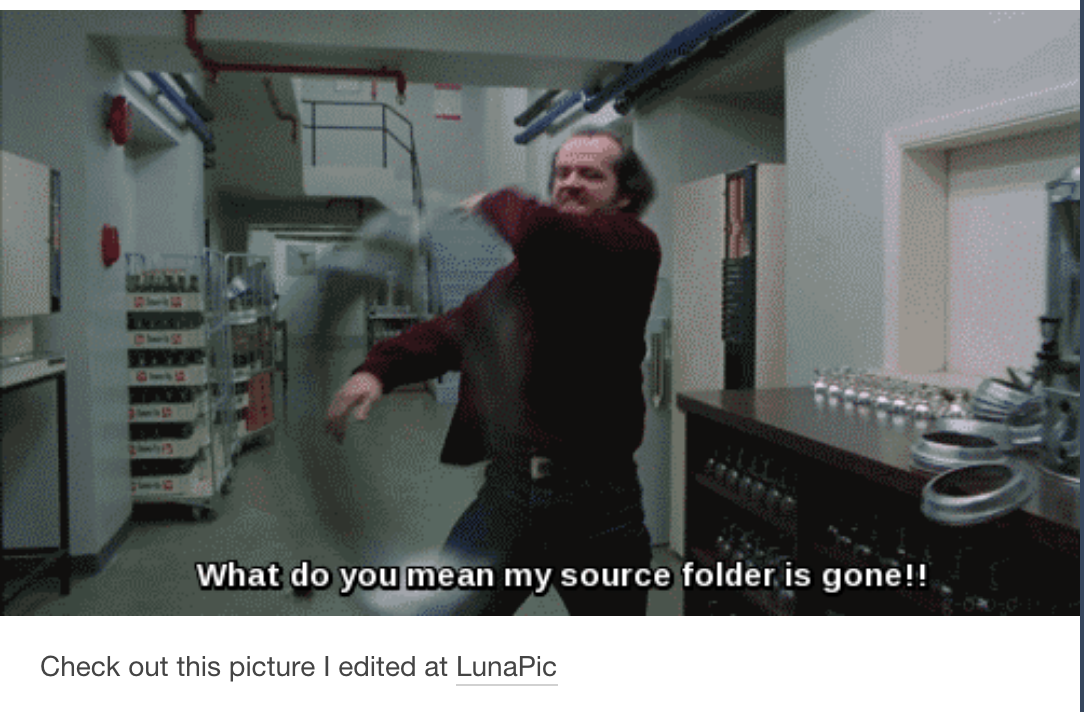 What do you mean my source folder is gone!!
Check out this picture I edited at LunaPic